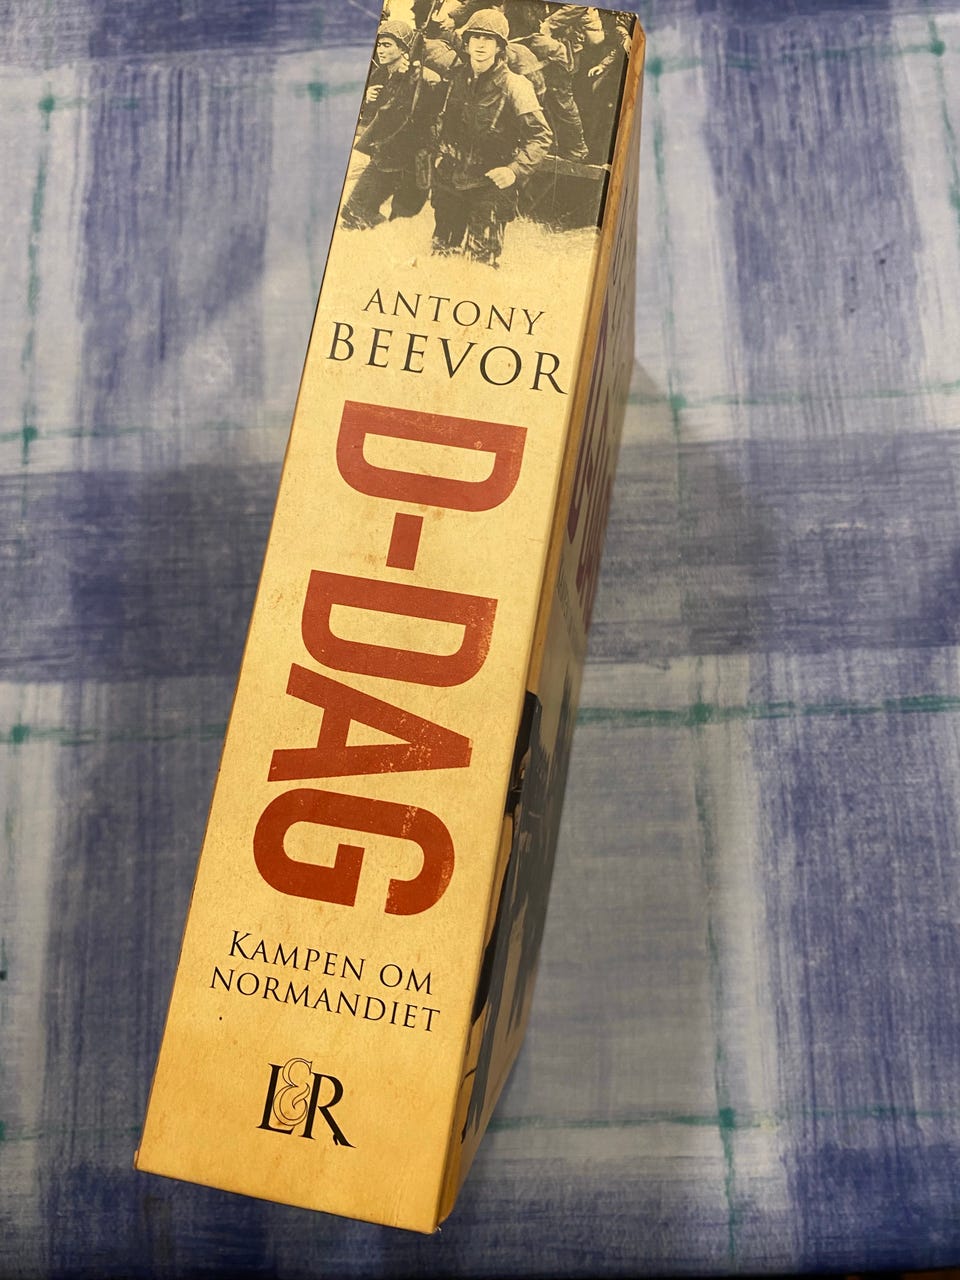 ANTONY
BEEVOR
D-DAG
KAMPEN OM
NORMANDIET
L&R